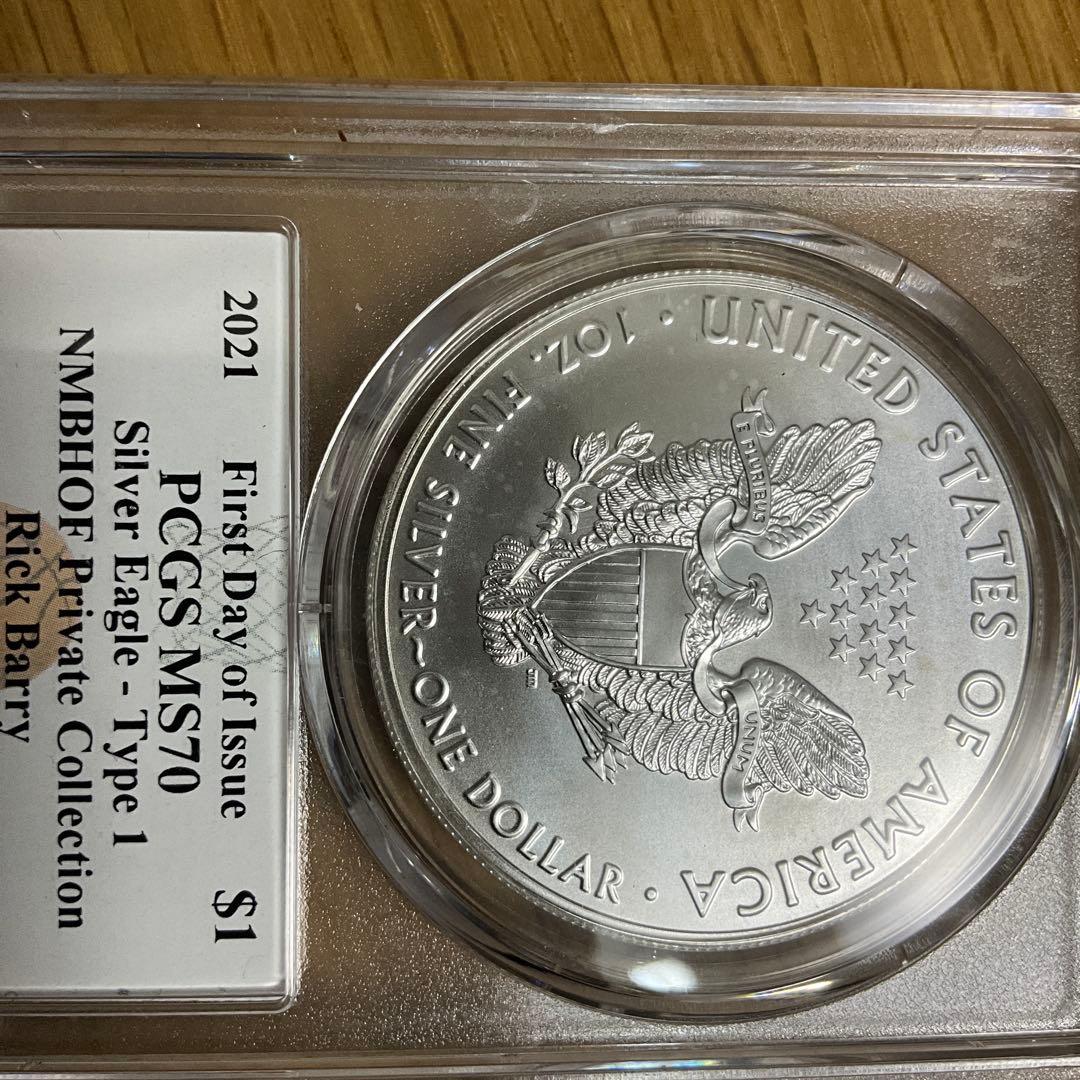 2021 First Day of Issue $1
PCGS MS70
Silver Eagle - Type 1
NMBHOF Private Collection
Rick Barry
UNITED STATES OF AMERICA
E PLURIBUS
UNUM
1 OZ. FINE SILVER~ONE DOLLAR